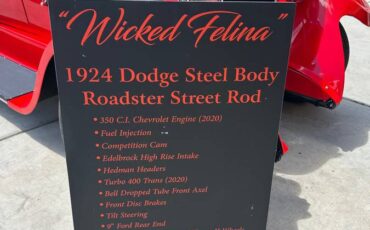 "Wicked Felina"
1924 Dodge Steel Body
Roadster Street Rod
• 350 C.I. Chevrolet Engine (2020)
• Fuel Injection
• Competition Cam
• Edelbrock High Rise Intake
• Hedman Headers
• Turbo 400 Trans (2020)
• Bell Dropped Tube Front Axel
• Front Disc Brakes
• Tilt Steering
• 9" Ford Rear End